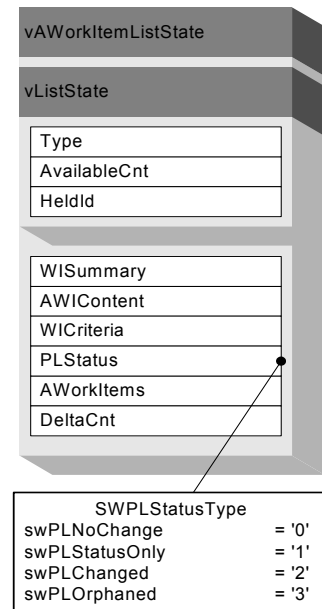 vAWorkItemListState
vListState
Type
AvailableCnt
HeldId
WISummary
AWIContent
WICriteria
PLStatus
AWorkItems
DeltaCnt
SWPLStatusType
swPLNoChange = '0'
swPLStatusOnly = '1'
swPLChanged = '2'
swPLOrphaned = '3'